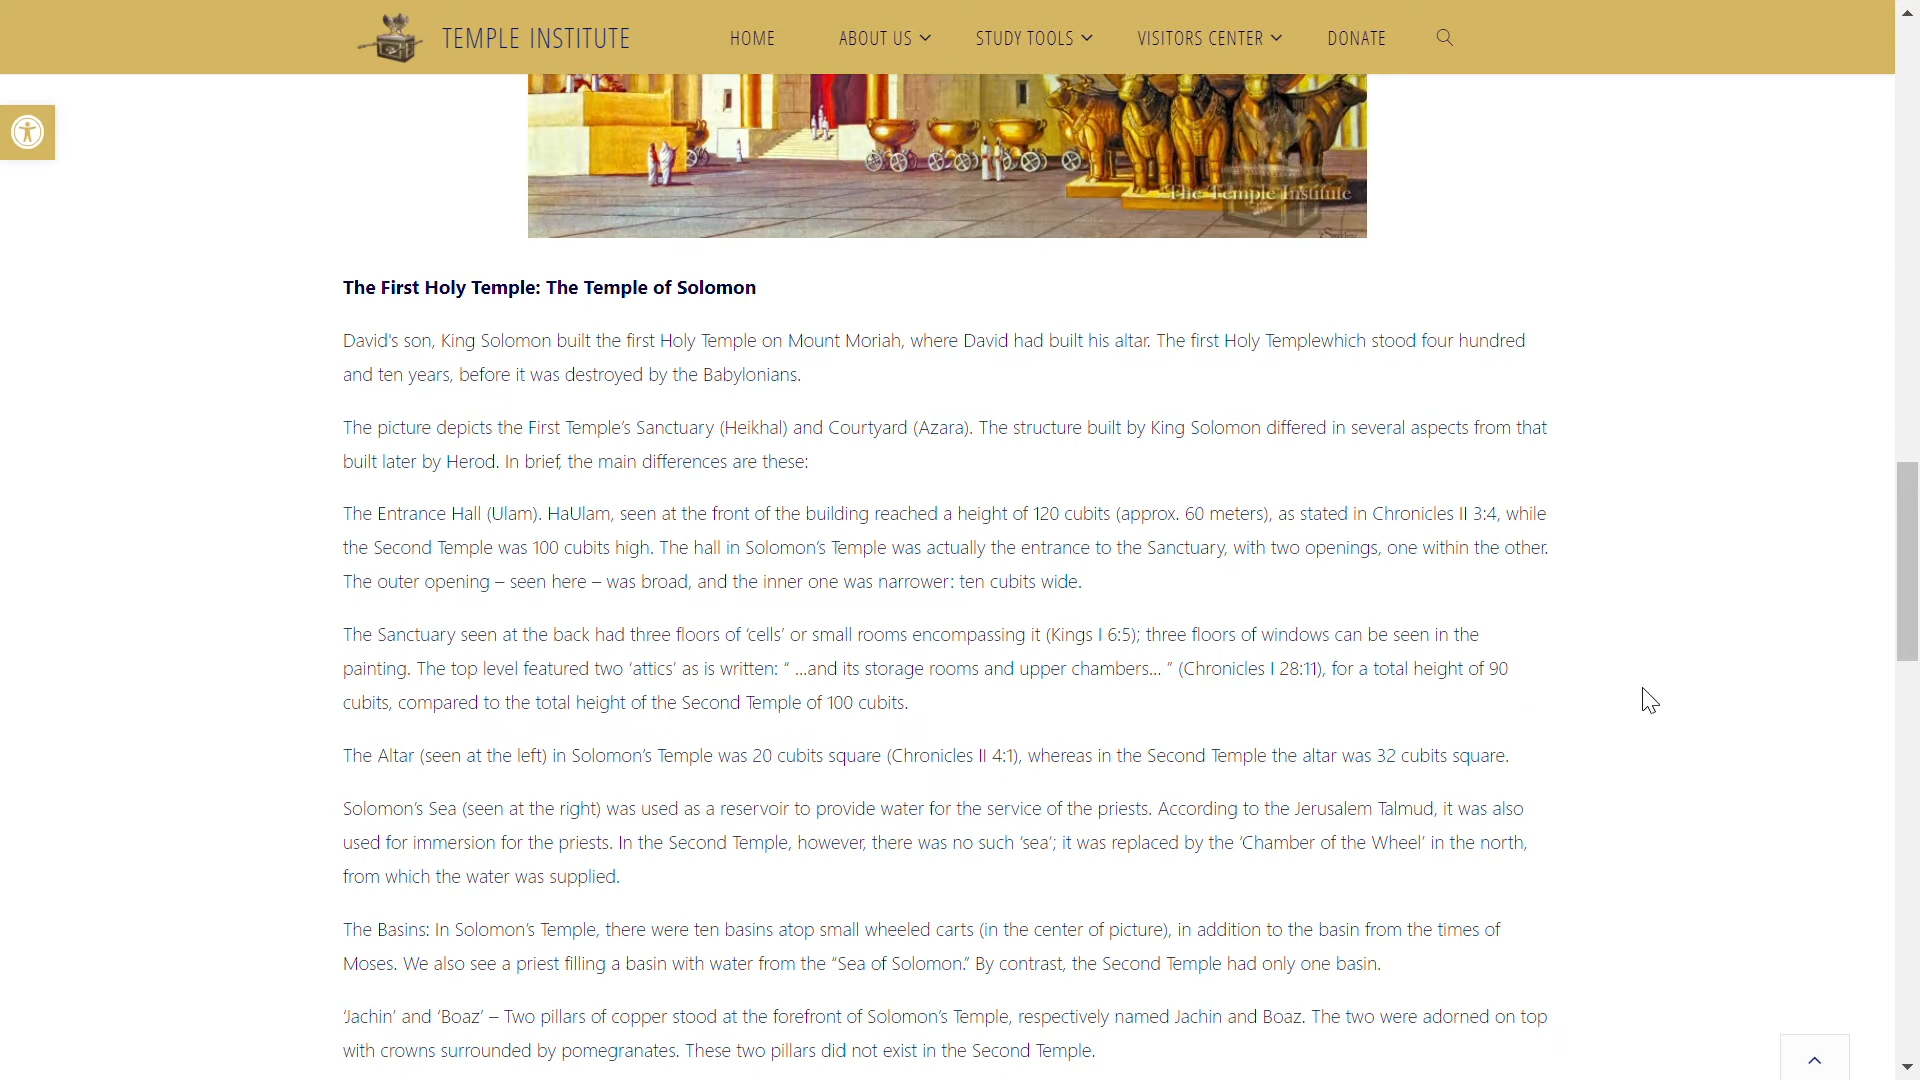 TEMPLE INSTITUTE HOME ABOUT US STUDY TOOLS VISITORS CENTER DONATE
The Temple Institute
The First Holy Temple: The Temple of Solomon
David's son, King Solomon built the first Holy Temple on Mount Moriah, where David had built his altar. The first Holy Templewhich stood four hundred
and ten years, before it was destroyed by the Babylonians.
The picture depicts the First Temple’s Sanctuary (Heikhal) and Courtyard (Azara). The structure built by King Solomon differed in several aspects from that
built later by Herod. In brief, the main differences are these:
The Entrance Hall (Ulam). HaUlam, seen at the front of the building reached a height of 120 cubits (approx. 60 meters), as stated in Chronicles II 3:4, while
the Second Temple was 100 cubits high. The hall in Solomon’s Temple was actually the entrance to the Sanctuary, with two openings, one within the other.
The outer opening – seen here – was broad, and the inner one was narrower: ten cubits wide.
The Sanctuary seen at the back had three floors of ‘cells’ or small rooms encompassing it (Kings I 6:5); three floors of windows can be seen in the
painting. The top level featured two ‘attics’ as is written: “ …and its storage rooms and upper chambers… ” (Chronicles I 28:11), for a total height of 90
cubits, compared to the total height of the Second Temple of 100 cubits.
The Altar (seen at the left) in Solomon’s Temple was 20 cubits square (Chronicles II 4:1), whereas in the Second Temple the altar was 32 cubits square.
Solomon’s Sea (seen at the right) was used as a reservoir to provide water for the service of the priests. According to the Jerusalem Talmud, it was also
used for immersion for the priests. In the Second Temple, however, there was no such ‘sea’; it was replaced by the ‘Chamber of the Wheel’ in the north,
from which the water was supplied.
The Basins: In Solomon’s Temple, there were ten basins atop small wheeled carts (in the center of picture), in addition to the basin from the times of
Moses. We also see a priest filling a basin with water from the “Sea of Solomon.” By contrast, the Second Temple had only one basin.
‘Jachin’ and ‘Boaz’ – Two pillars of copper stood at the forefront of Solomon’s Temple, respectively named Jachin and Boaz. The two were adorned on top
with crowns surrounded by pomegranates. These two pillars did not exist in the Second Temple.